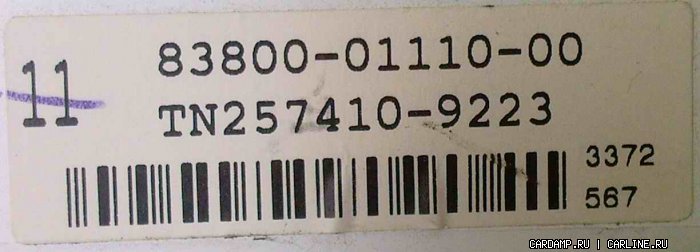 11
83800-01110-00
TN257410-9223
3372
567
CARDAMP.RU | CARLINE.RU